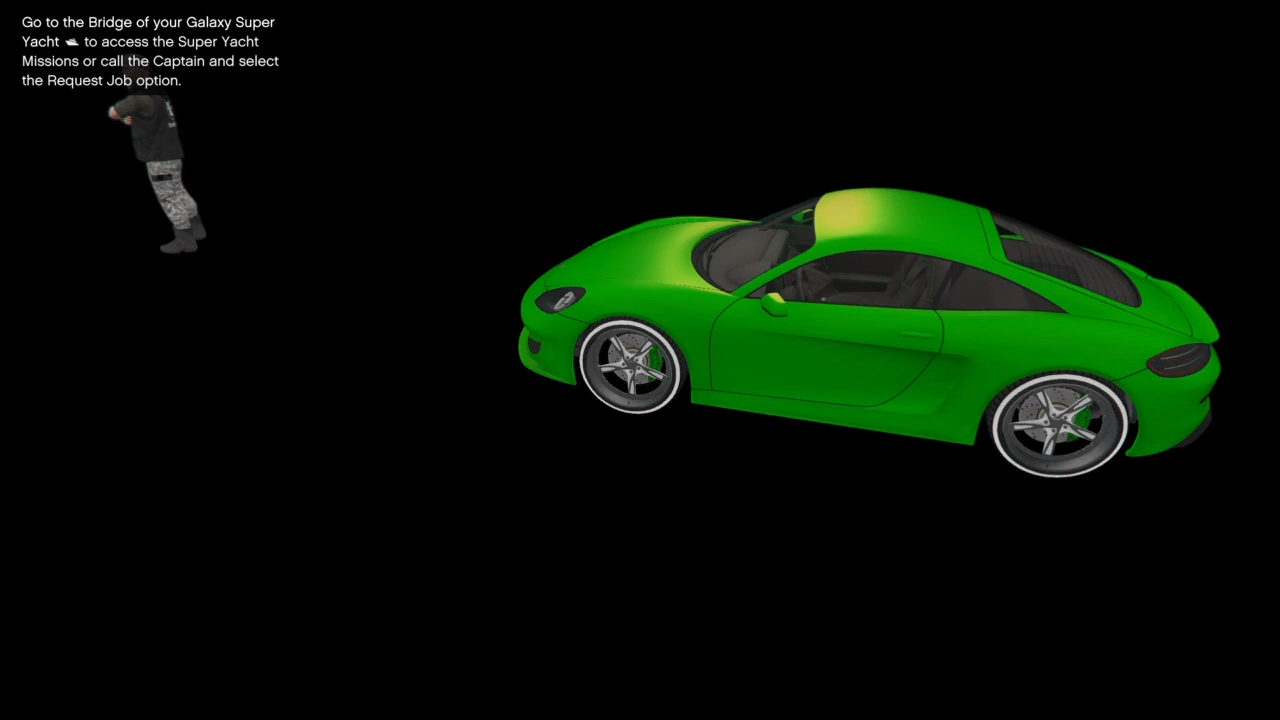 Go to the Bridge of your Galaxy Super
Yacht to access the Super Yacht
Missions or call the Captain and select
the Request Job option.